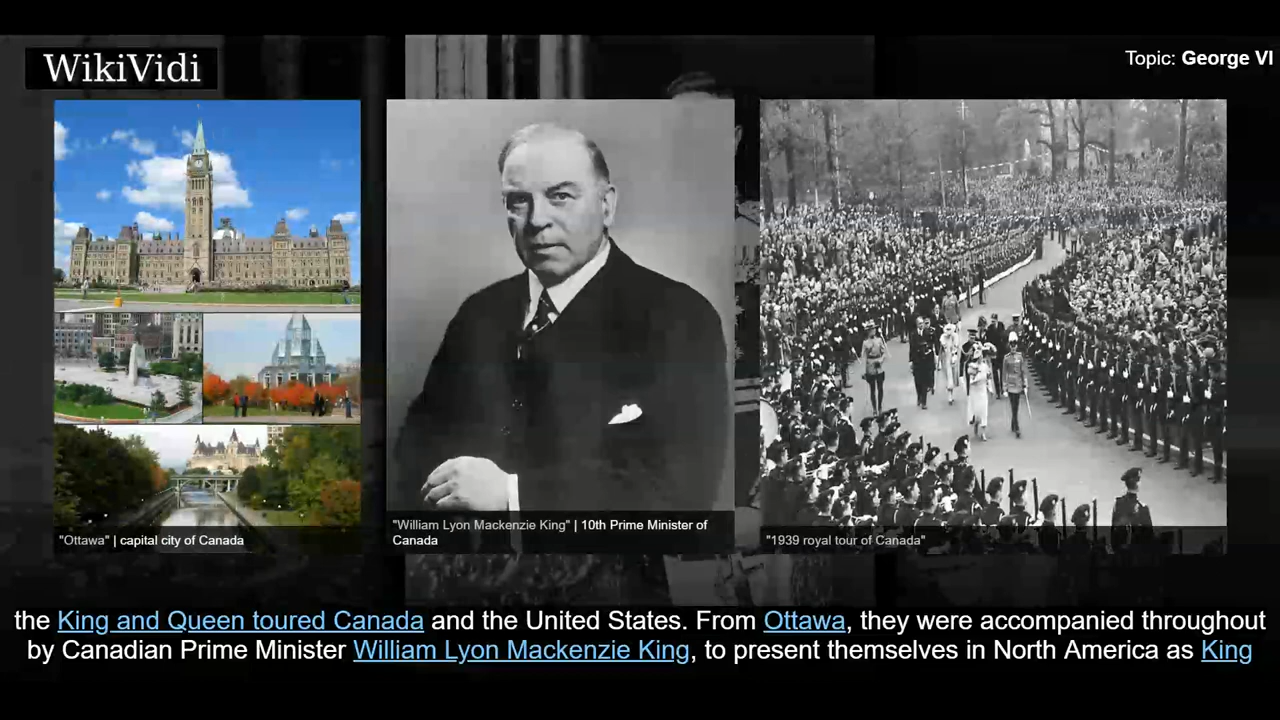 WikiVidi
Topic: George VI
"Ottawa" | capital city of Canada
"William Lyon Mackenzie King" | 10th Prime Minister of
Canada
"1939 royal tour of Canada"
the King and Queen toured Canada and the United States. From Ottawa, they were accompanied throughout
by Canadian Prime Minister William Lyon Mackenzie King, to present themselves in North America as King